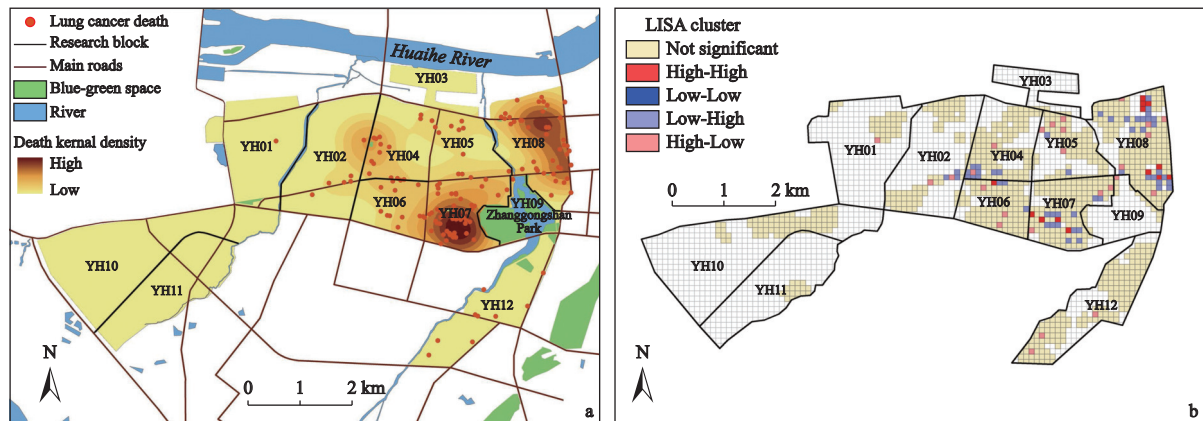 Lung cancer death
Research block
Main roads
Blue-green space
River
Death kernal density
High
Low
Huaihe River
YH03
YH01
YH02
YH04
YH05
YH08
YH06
YH07
YH09
Zhanggongshan
Park
YH10
YH11
YH12
N
0 1 2 km
a
LISA cluster
Not significant
High-High
Low-Low
Low-High
High-Low
0 1 2 km
YH03
YH01
YH02
YH04
YH05
YH08
YH06
YH07
YH09
YH10
YH11
YH12
N
b